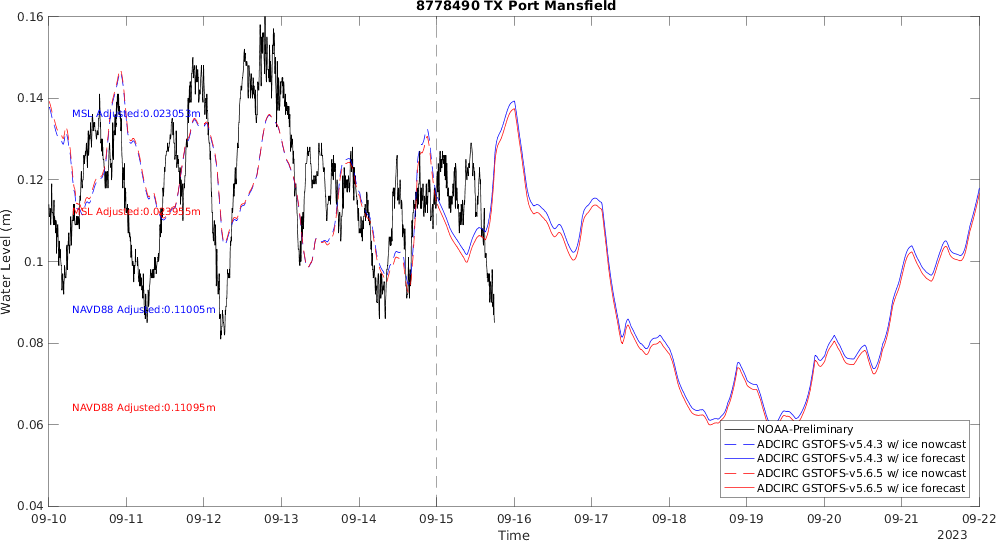 8778490 TX Port Mansfield
0.16
0.14
0.12
0.1
0.08
0.06
0.04
Water Level (m)
MSL Adjusted:0.023053m
MSL Adjusted:0.023955m
NAVD88 Adjusted:0.11005m
NAVD88 Adjusted:0.11095m
NOAA-Preliminary
ADCIRC GSTOFS-v5.4.3 w/ ice nowcast
ADCIRC GSTOFS-v5.4.3 w/ ice forecast
ADCIRC GSTOFS-v5.6.5 w/ ice nowcast
ADCIRC GSTOFS-v5.6.5 w/ ice forecast
09-10 09-11 09-12 09-13 09-14 09-15 09-16 09-17 09-18 09-19 09-20 09-21 09-22
Time
2023